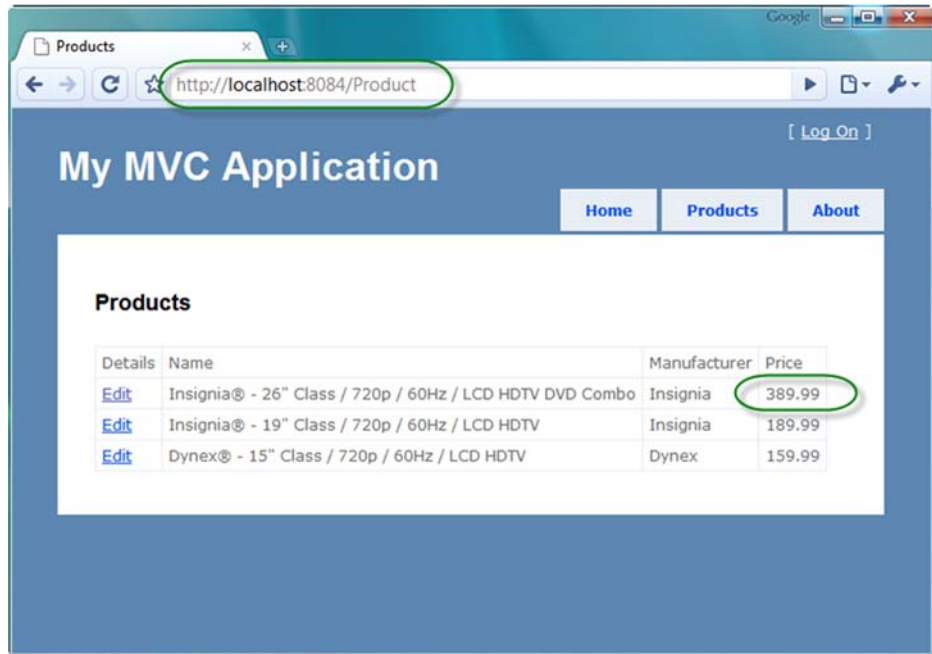 Google
Products
http://localhost:8084/Product
[ Log On ]
My MVC Application
Home Products About
Products
Details Name Manufacturer Price
Edit Insignia® - 26" Class / 720p / 60Hz / LCD HDTV DVD Combo Insignia 389.99
Edit Insignia® - 19" Class / 720p / 60Hz / LCD HDTV Insignia 189.99
Edit Dynex® - 15" Class / 720p / 60Hz / LCD HDTV Dynex 159.99